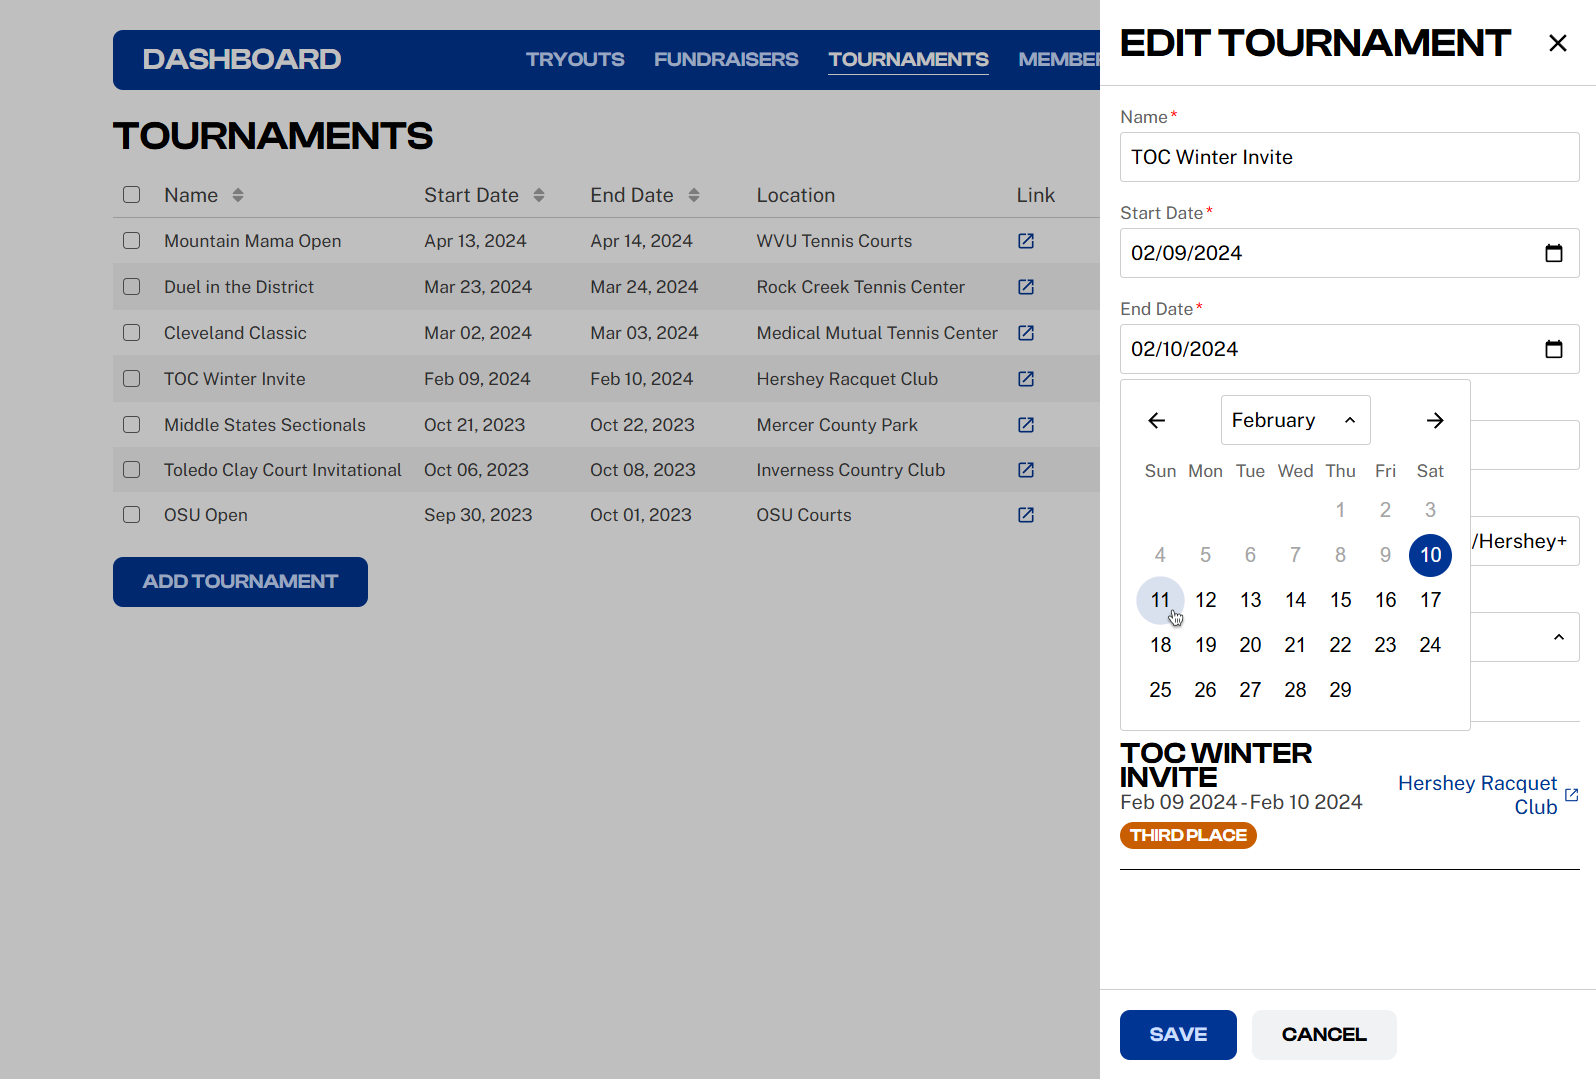 DASHBOARD TRYOUTS FUNDRAISERS TOURNAMENTS MEMBER
TOURNAMENTS
Name Start Date End Date Location Link
Mountain Mama Open Apr 13, 2024 Apr 14, 2024 WVU Tennis Courts
Duel in the District Mar 23, 2024 Mar 24, 2024 Rock Creek Tennis Center
Cleveland Classic Mar 02, 2024 Mar 03, 2024 Medical Mutual Tennis Center
TOC Winter Invite Feb 09, 2024 Feb 10, 2024 Hershey Racquet Club
Middle States Sectionals Oct 21, 2023 Oct 22, 2023 Mercer County Park
Toledo Clay Court Invitational Oct 06, 2023 Oct 08, 2023 Inverness Country Club
OSU Open Sep 30, 2023 Oct 01, 2023 OSU Courts
ADD TOURNAMENT
EDIT TOURNAMENT
Name*
TOC Winter Invite
Start Date*
02/09/2024
End Date*
02/10/2024
February
Sun Mon Tue Wed Thu Fri Sat
1 2 3
4 5 6 7 8 9 10
11 12 13 14 15 16 17
18 19 20 21 22 23 24
25 26 27 28 29
/Hershey+
TOC WINTER
INVITE
Feb 09 2024 - Feb 10 2024
THIRD PLACE
Hershey Racquet
Club
SAVE CANCEL